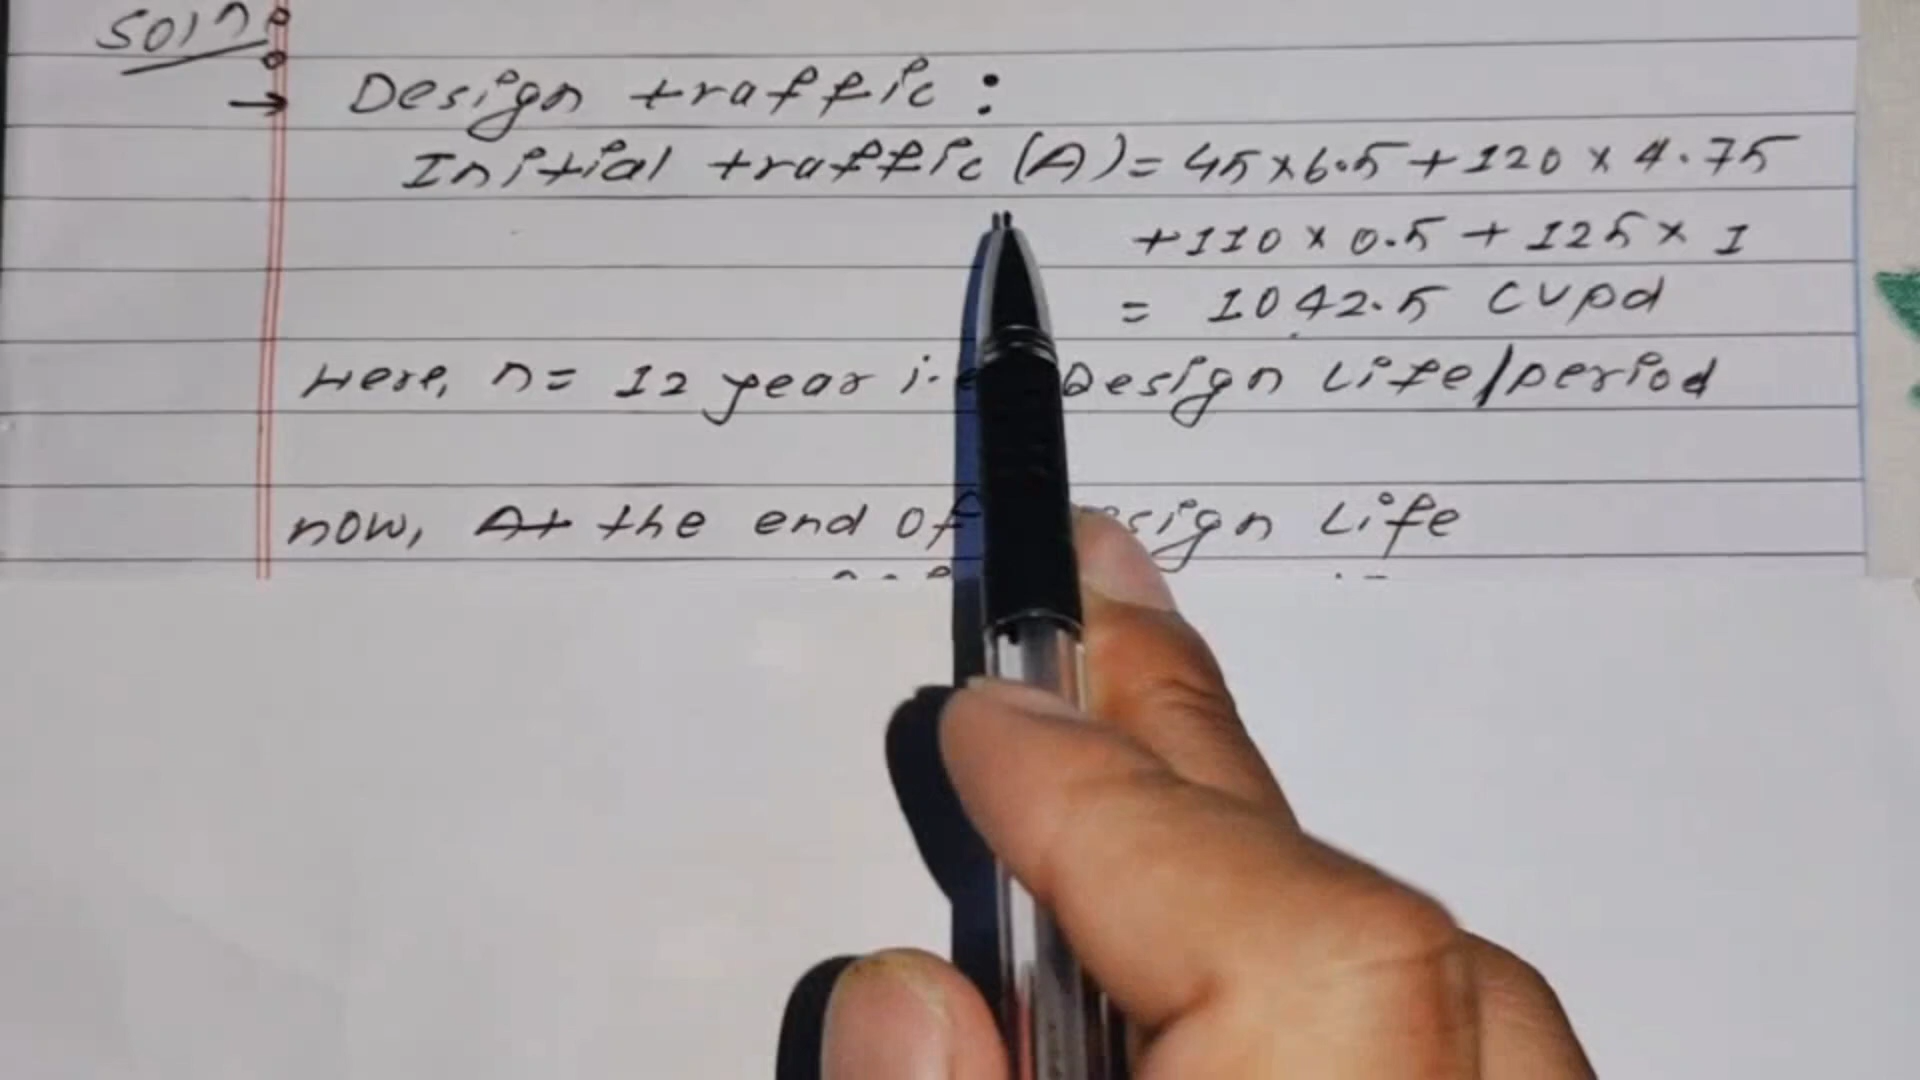 Soln:
→ Design traffic:
Initial traffic (A) = 45 × 6.5 + 120 × 4.75
+ 110 × 0.5 + 125 × 1
= 1042.5 CVpd
Here, n = 12 year i.e Design Life/period
now, At the end of Life